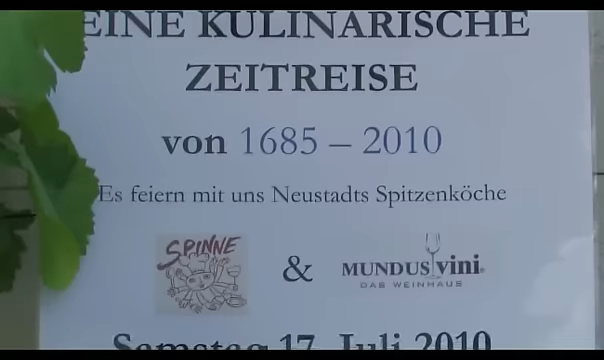 EINE KULINARISCHE
ZEITREISE
von 1685 – 2010
Es feiern mit uns Neustadts Spitzenköche
SPINNE
&
MUNDUS vini®
DAS WEINHAUS
Samstag 17. Juli 2010